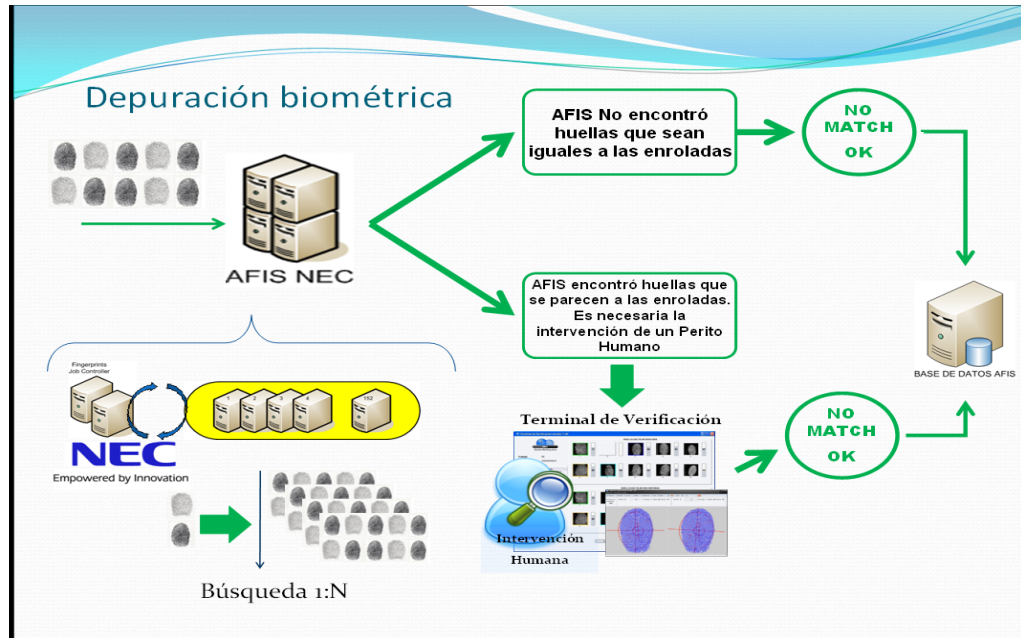 Depuración biométrica
AFIS NEC
AFIS No encontró
huellas que sean
iguales a las enroladas
NO
MATCH
OK
AFIS encontró huellas que
se parecen a las enroladas.
Es necesaria la
intervención de un Perito
Humano
BASE DE DATOS AFIS
Fingerprints
Job Controller
1
2
3
4
152
NEC
Empowered by Innovation
Búsqueda 1:N
Terminal de Verificación
Intervención
Humana
NO
MATCH
OK